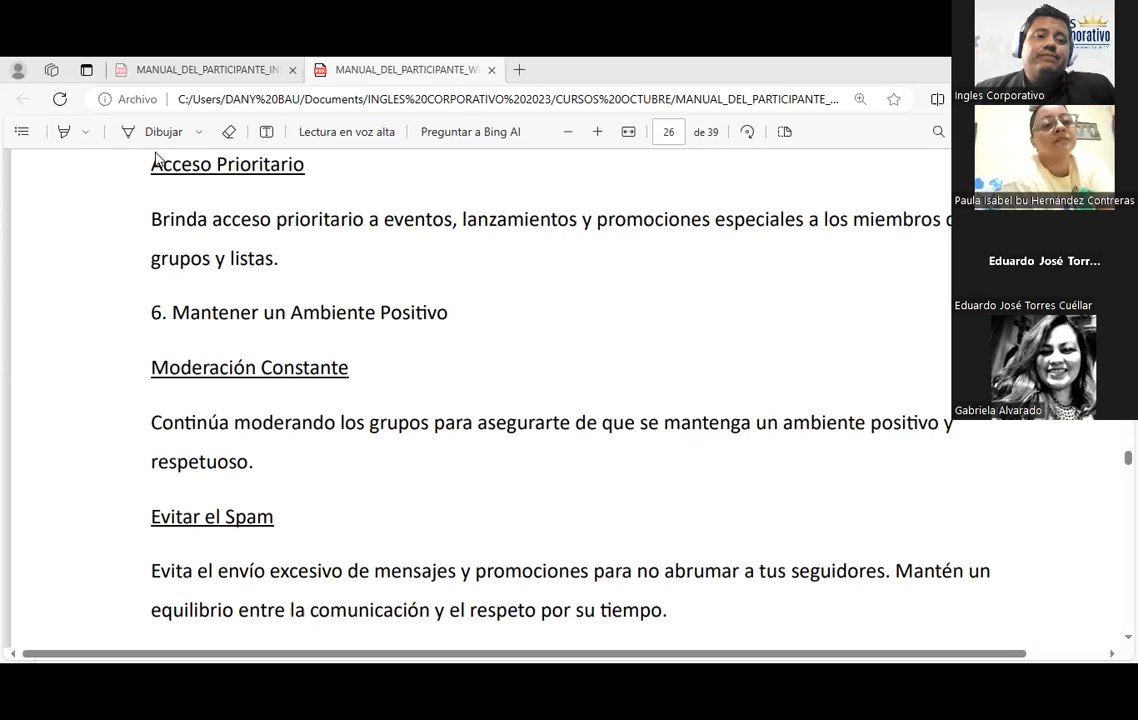 MANUAL_DEL_PARTICIPANTE_IN
MANUAL_DEL_PARTICIPANTE_WI
Archivo
C:/Users/DANY%20BAU/Documents/INGLES%20CORPORATIVO%202023/CURSOS%20OCTUBRE/MANUAL_DEL_PARTICIPANTE_...
Dibujar
Lectura en voz alta
Preguntar a Bing AI
26
de 39
Acceso Prioritario
Brinda acceso prioritario a eventos, lanzamientos y promociones especiales a los miembros
grupos y listas.
6. Mantener un Ambiente Positivo
Moderación Constante
Continúa moderando los grupos para asegurarte de que se mantenga un ambiente positivo y
respetuoso.
Evitar el Spam
Evita el envío excesivo de mensajes y promociones para no abrumar a tus seguidores. Mantén un
equilibrio entre la comunicación y el respeto por su tiempo.
Ingles Corporativo
Paula Isabel bu Hernández Contreras
Eduardo José Torr...
Eduardo José Torres Cuéllar
Gabriela Alvarado